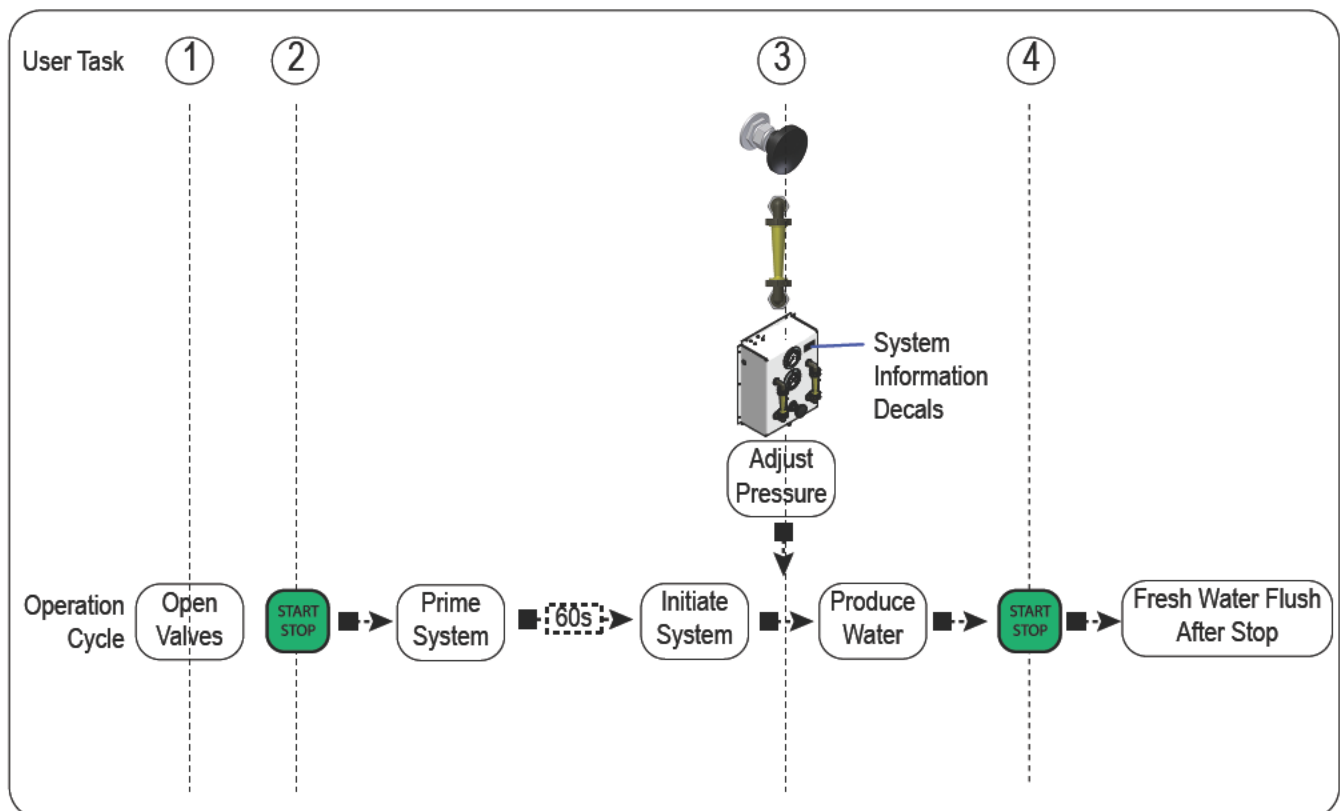 User Task
1
2
3
4
System
Information
Decals
Adjust
Pressure
Operation
Cycle
Open
Valves
START
STOP
Prime
System
60s
Initiate
System
Produce
Water
START
STOP
Fresh Water Flush
After Stop